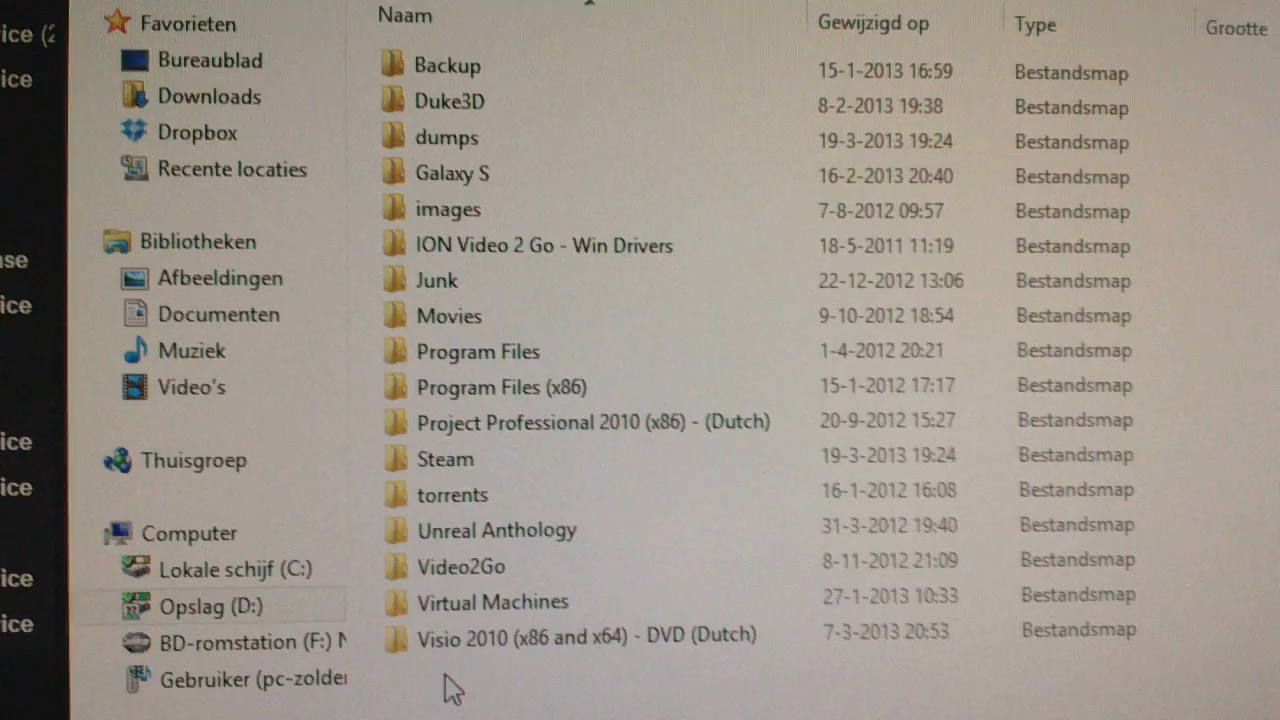 Naam Gewijzigd op Type Grootte
Favorieten
Bureaublad
Downloads
Dropbox
Recente locaties
Bibliotheken
Afbeeldingen
Documenten
Muziek
Video's
Thuisgroep
Computer
Lokale schijf (C:)
Opslag (D:)
BD-romstation (F:) N
Gebruiker (pc-zolder
Backup 15-1-2013 16:59 Bestandsmap
Duke3D 8-2-2013 19:38 Bestandsmap
dumps 19-3-2013 19:24 Bestandsmap
Galaxy S 16-2-2013 20:40 Bestandsmap
images 7-8-2012 09:57 Bestandsmap
ION Video 2 Go - Win Drivers 18-5-2011 11:19 Bestandsmap
Junk 22-12-2012 13:06 Bestandsmap
Movies 9-10-2012 18:54 Bestandsmap
Program Files 1-4-2012 20:21 Bestandsmap
Program Files (x86) 15-1-2012 17:17 Bestandsmap
Project Professional 2010 (x86) - (Dutch) 20-9-2012 15:27 Bestandsmap
Steam 19-3-2013 19:24 Bestandsmap
torrents 16-1-2012 16:08 Bestandsmap
Unreal Anthology 31-3-2012 19:40 Bestandsmap
Video2Go 8-11-2012 21:09 Bestandsmap
Virtual Machines 27-1-2013 10:33 Bestandsmap
Visio 2010 (x86 and x64) - DVD (Dutch) 7-3-2013 20:53 Bestandsmap